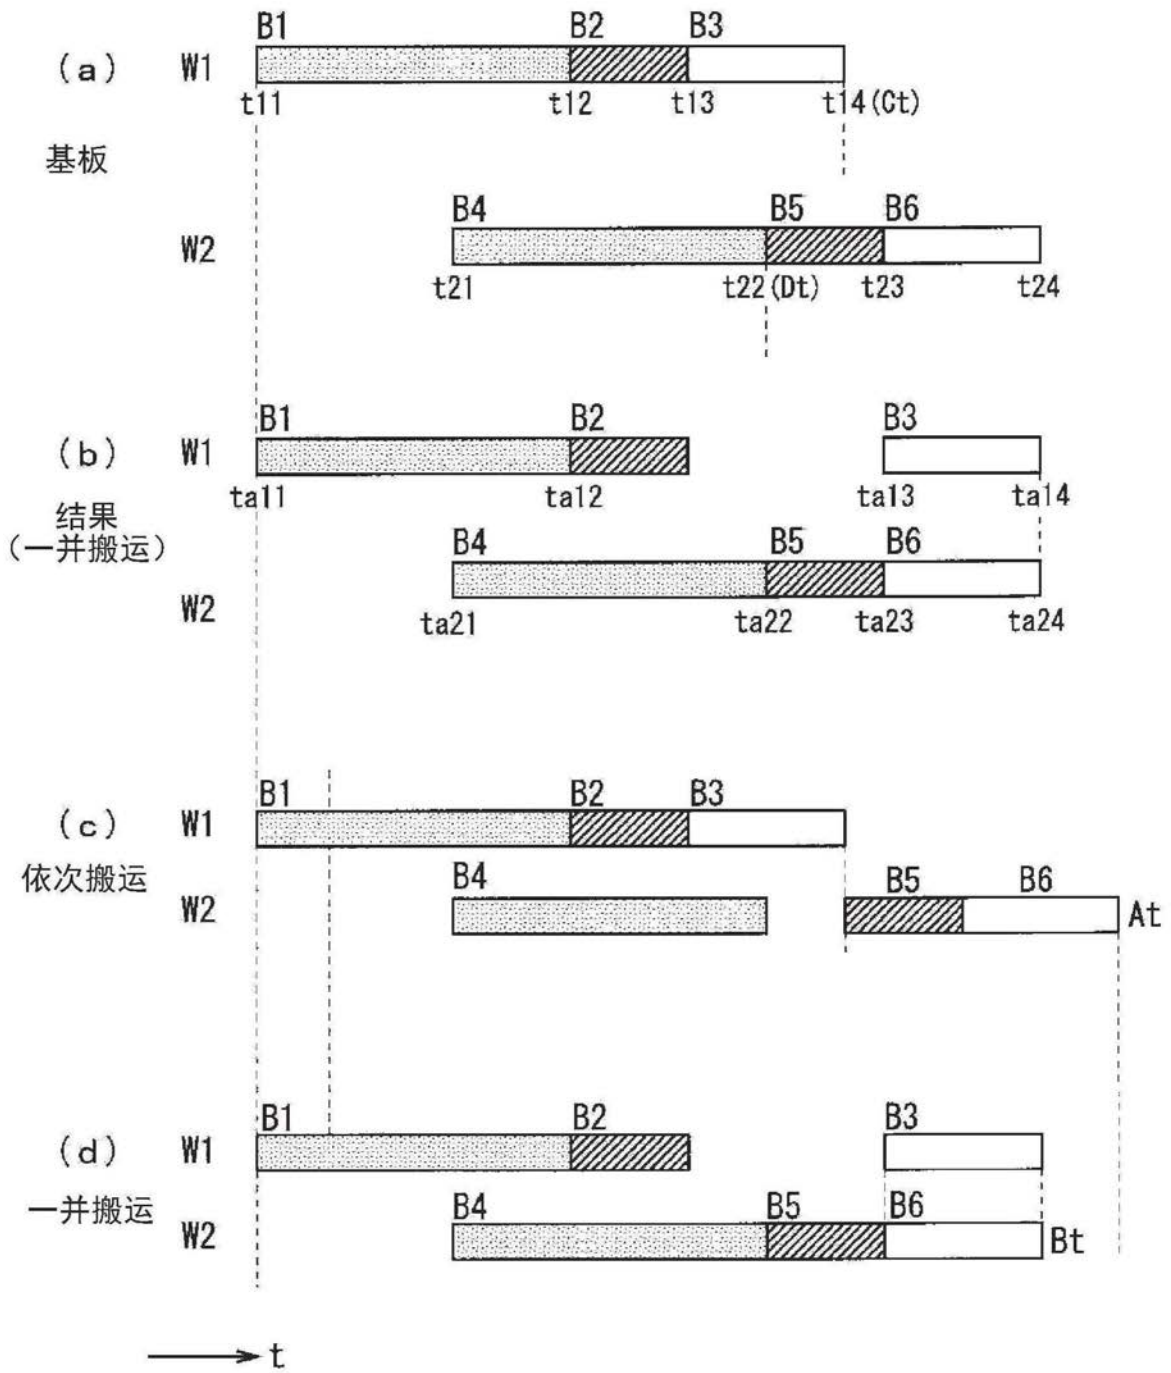 B1 B2 B3
(a) W1
t11 t12 t13 t14(Ct)
基板
B4 B5 B6
W2
t21 t22(Dt) t23 t24
B1 B2 B3
(b) W1
ta11 ta12 ta13 ta14
结果
(一并搬运)
B4 B5 B6
W2
ta21 ta22 ta23 ta24
B1 B2 B3
(c) W1
依次搬运
B4 B5 B6
W2 At
B1 B2 B3
(d) W1
一并搬运
B4 B5 B6
W2 Bt
t